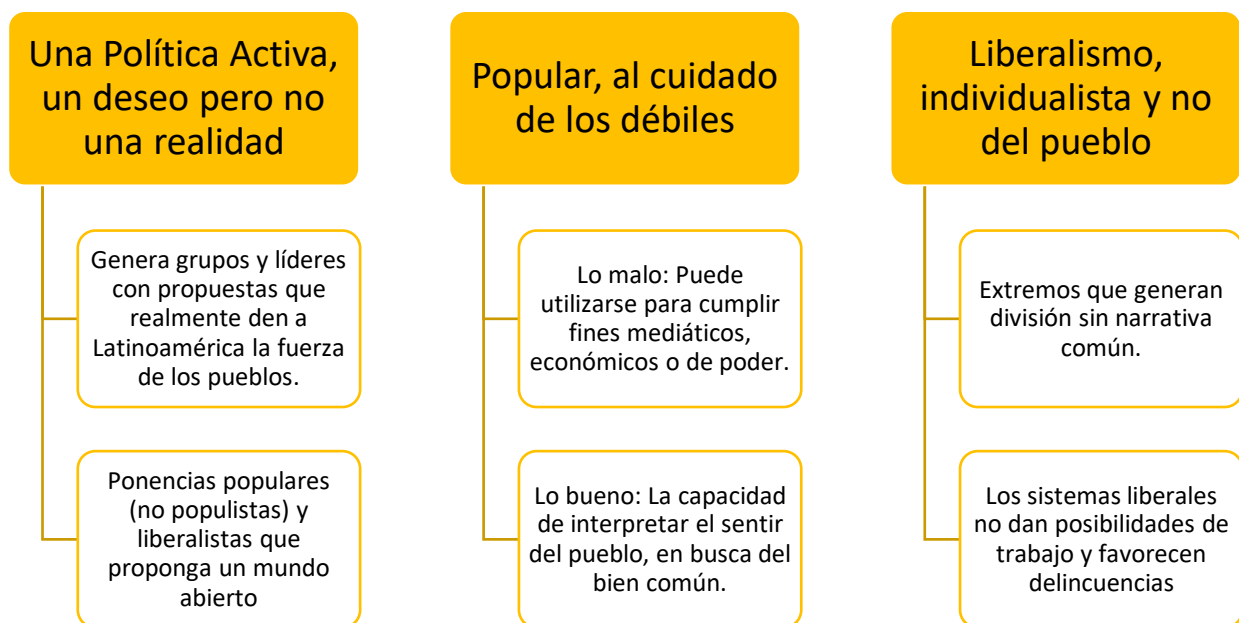 Una Política Activa,
un deseo pero no
una realidad
Genera grupos y líderes
con propuestas que
realmente den a
Latinoamérica la fuerza
de los pueblos.
Ponencias populares
(no populistas) y
liberalistas que
proponga un mundo
abierto
Popular, al cuidado
de los débiles
Lo malo: Puede
utilizarse para cumplir
fines mediáticos,
económicos o de poder.
Lo bueno: La capacidad
de interpretar el sentir
del pueblo, en busca del
bien común.
Liberalismo,
individualista y no
del pueblo
Extremos que generan
división sin narrativa
común.
Los sistemas liberales
no dan posibilidades de
trabajo y favorecen
delincuencias